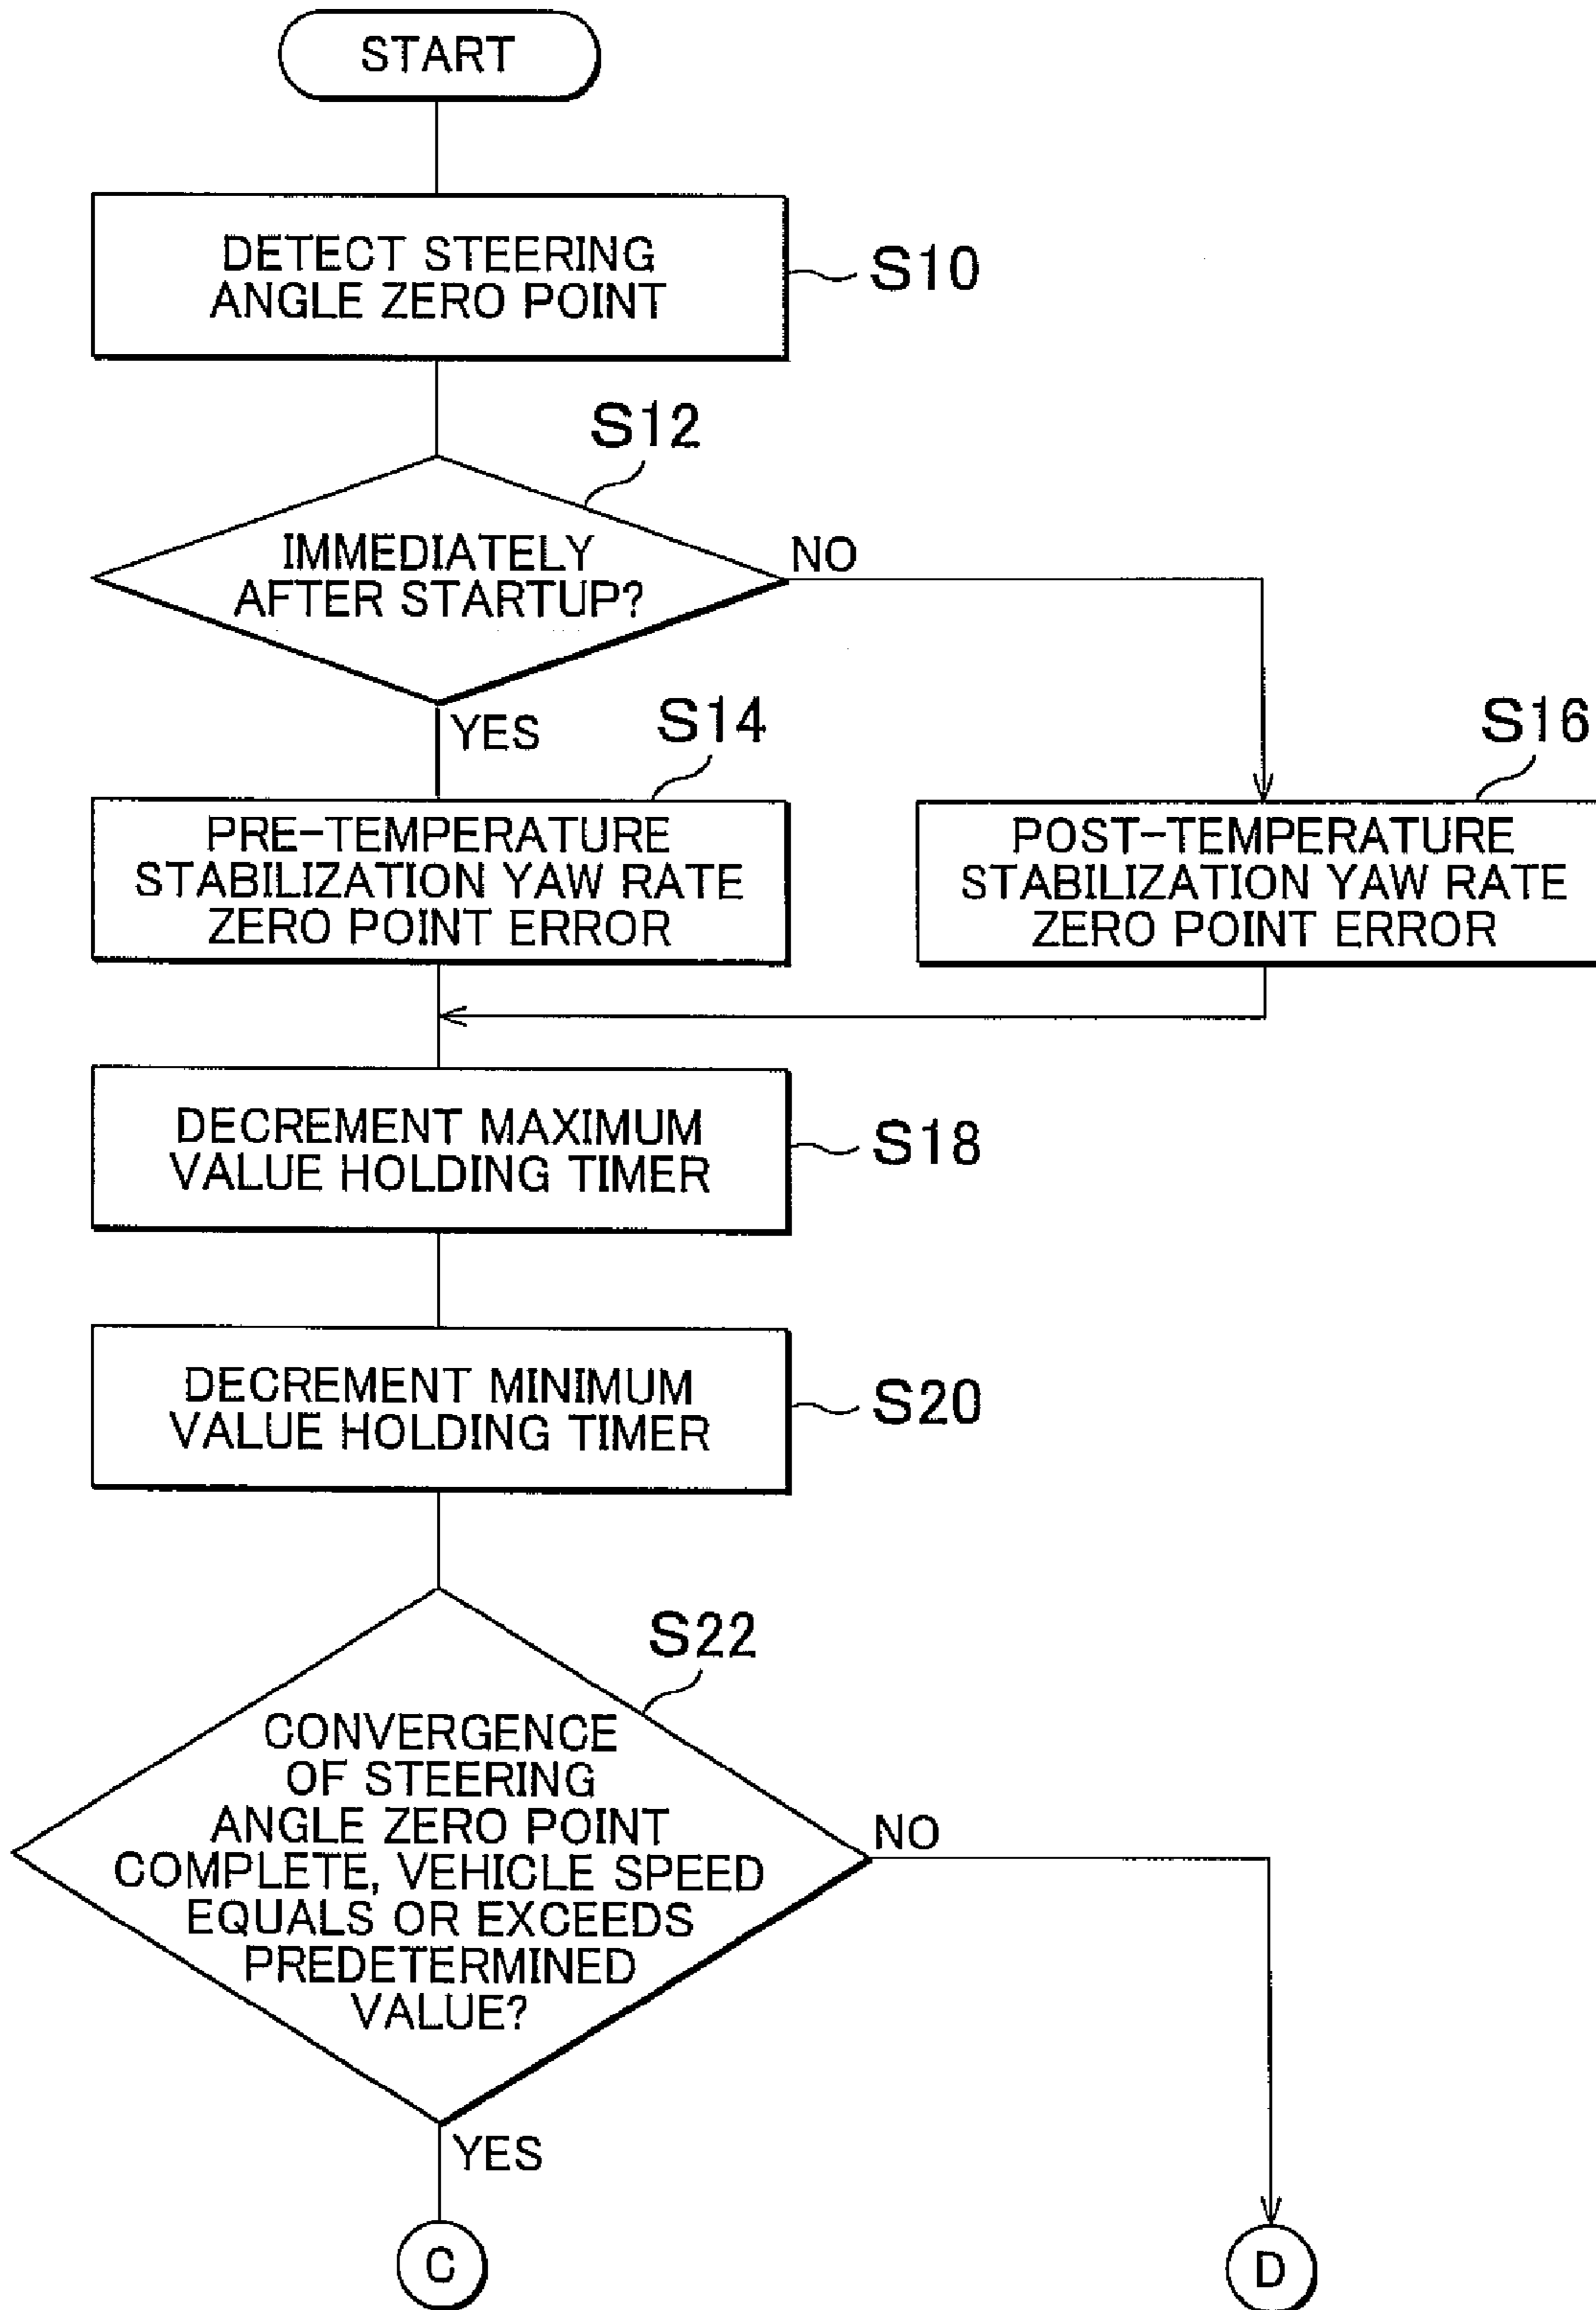 START
DETECT STEERING
ANGLE ZERO POINT
S10
S12
IMMEDIATELY
AFTER STARTUP?
NO
YES
S14
S16
PRE-TEMPERATURE
STABILIZATION YAW RATE
ZERO POINT ERROR
POST-TEMPERATURE
STABILIZATION YAW RATE
ZERO POINT ERROR
DECREMENT MAXIMUM
VALUE HOLDING TIMER
S18
DECREMENT MINIMUM
VALUE HOLDING TIMER
S20
S22
CONVERGENCE
OF STEERING
ANGLE ZERO POINT
COMPLETE, VEHICLE SPEED
EQUALS OR EXCEEDS
PREDETERMINED
VALUE?
NO
YES
C
D